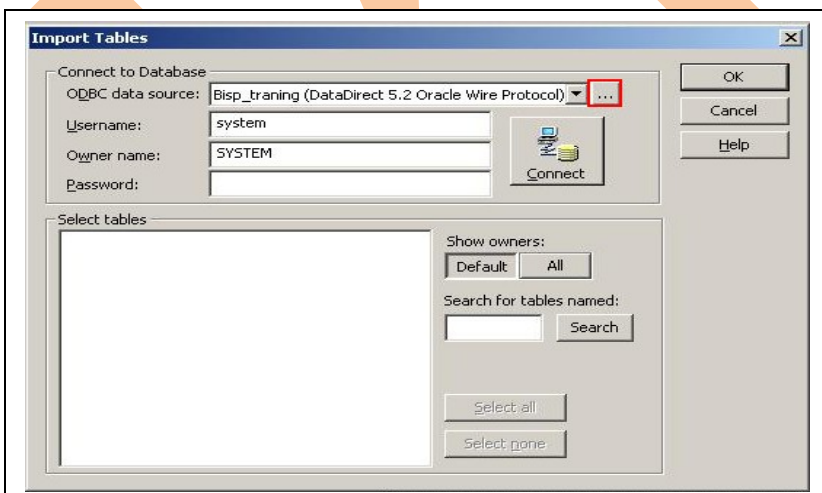 Import Tables
Connect to Database
ODBC data source: Bisp_traning (DataDirect 5.2 Oracle Wire Protocol) ...
Username: system
Owner name: SYSTEM
Password:
Connect
OK
Cancel
Help
Select tables
Show owners:
Default All
Search for tables named:
Search
Select all
Select none